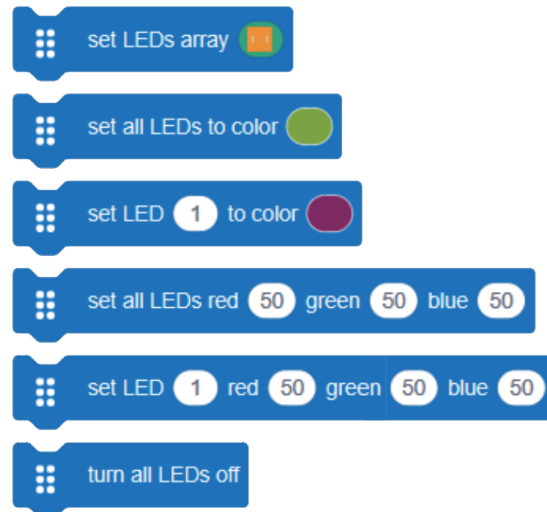 set LEDs array
set all LEDs to color
set LED 1 to color
set all LEDs red 50 green 50 blue 50
set LED 1 red 50 green 50 blue 50
turn all LEDs off